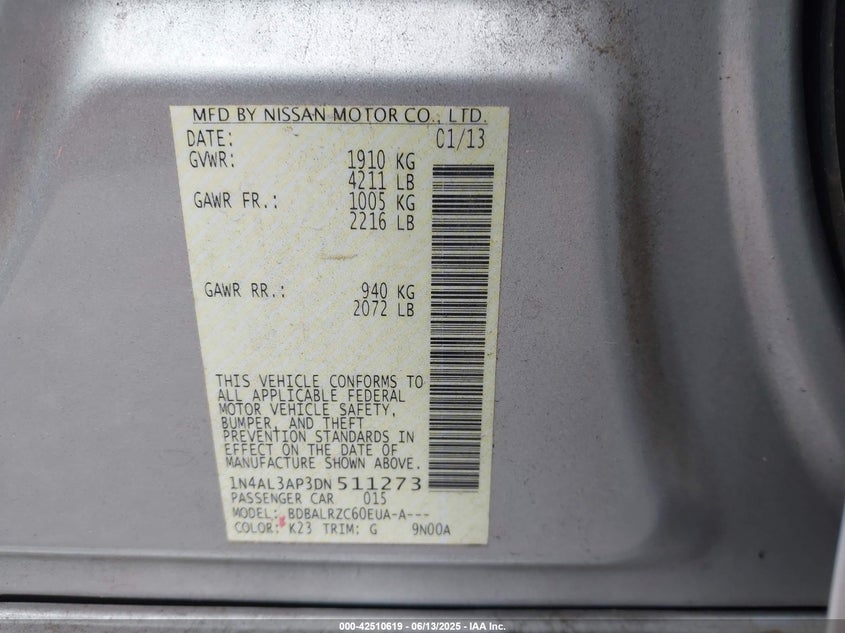 MFD BY NISSAN MOTOR CO., LTD.
DATE: 01/13
GVWR: 1910 KG
4211 LB
GAWR FR.: 1005 KG
2216 LB
GAWR RR.: 940 KG
2072 LB
THIS VEHICLE CONFORMS TO
ALL APPLICABLE FEDERAL
MOTOR VEHICLE SAFETY,
BUMPER, AND THEFT
PREVENTION STANDARDS IN
EFFECT ON THE DATE OF
MANUFACTURE SHOWN ABOVE.
1N4AL3AP3DN511273
PASSENGER CAR 015
MODEL: BDBALRZC60EUA-A---
COLOR: K23 TRIM: G 9N00A
000-42510619 - 06/13/2025 - IAA Inc.